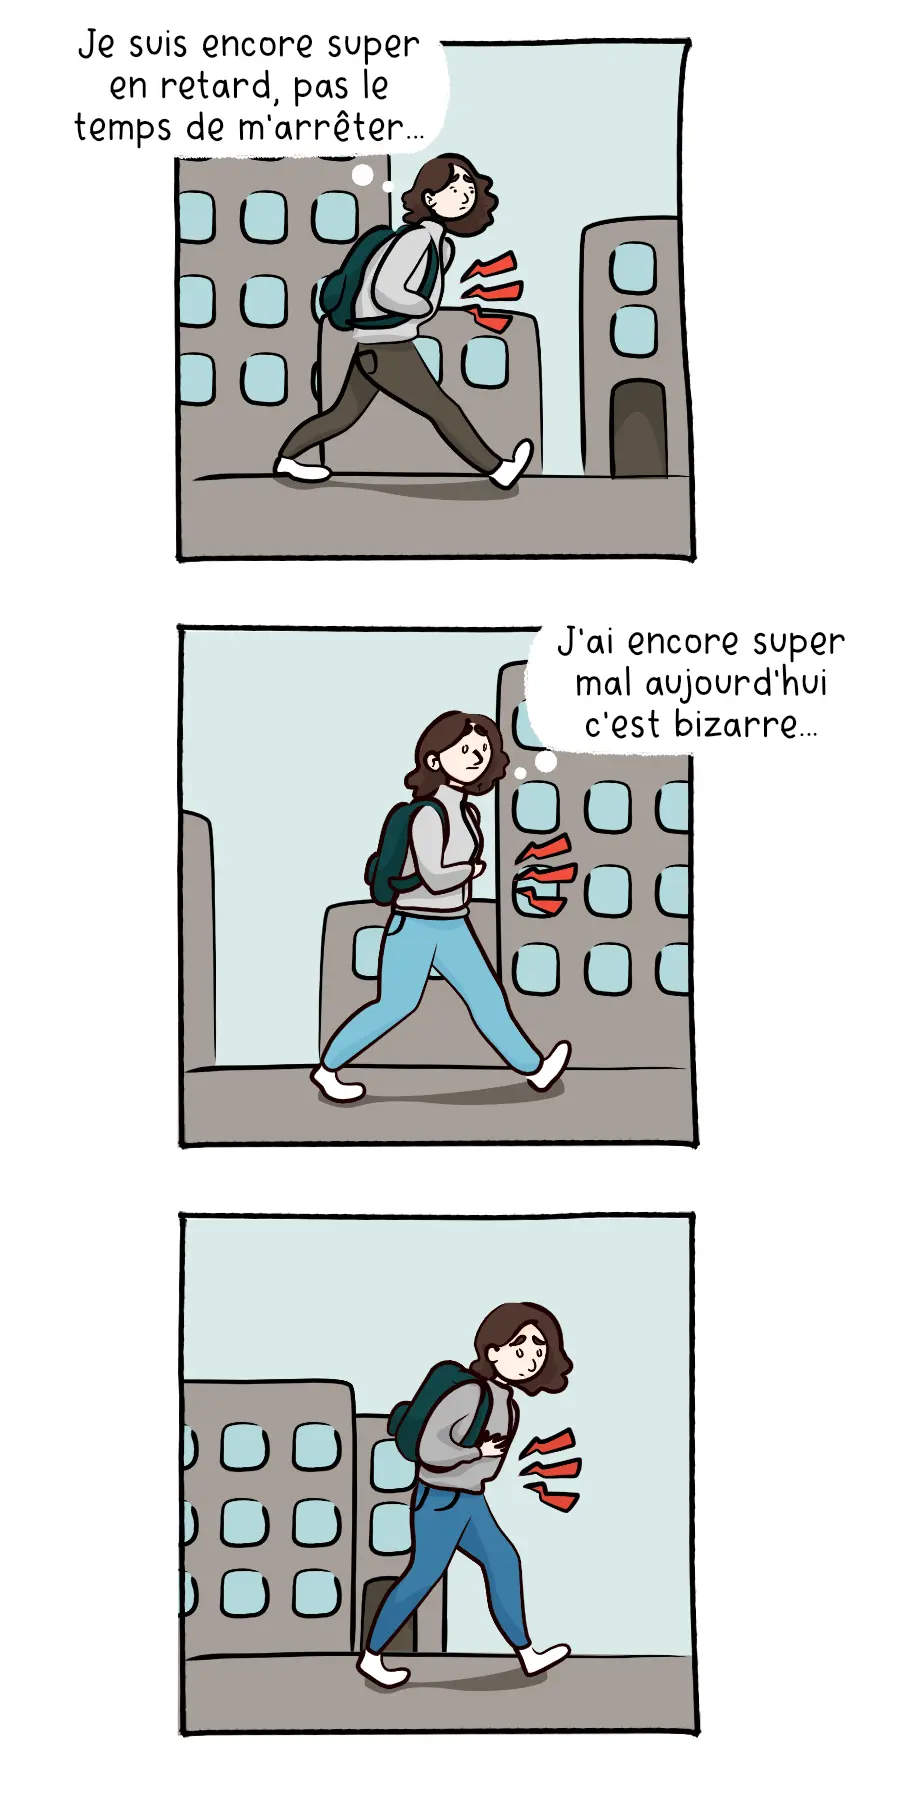 Je suis encore super
en retard, pas le
temps de m'arrêter...
J'ai encore super
mal aujourd'hui
c'est bizarre...